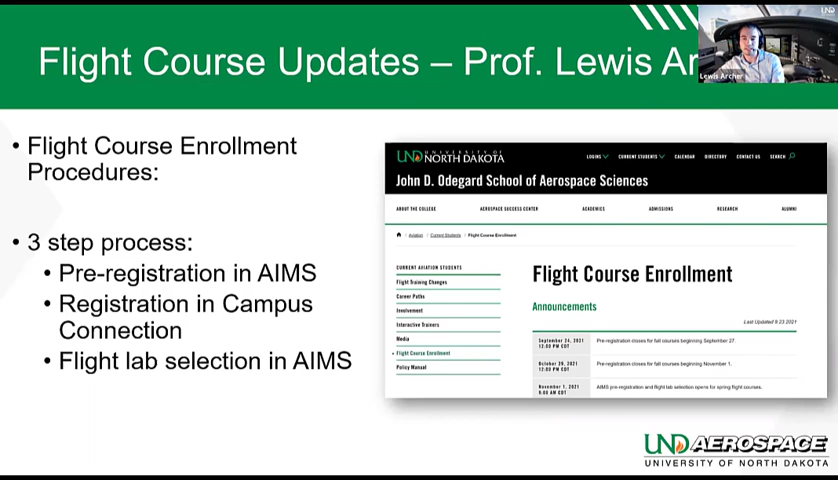 Flight Course Updates – Prof. Lewis Ar
UND
Lewis Archer
• Flight Course Enrollment
Procedures:
• 3 step process:
• Pre-registration in AIMS
• Registration in Campus
Connection
• Flight lab selection in AIMS
UNIVERSITY OF
UND NORTH DAKOTA
LOGINS CURRENT STUDENTS CALENDAR DIRECTORY CONTACT US SEARCH
John D. Odegard School of Aerospace Sciences
ABOUT THE COLLEGE AEROSPACE SUCCESS CENTER ACADEMICS ADMISSIONS RESEARCH ALUMNI
/ Aviation / Current Students / Flight Course Enrollment
CURRENT AVIATION STUDENTS
Flight Training Changes
Career Paths
Involvement
Interactive Trainers
Media
Flight Course Enrollment
Policy Manual
Flight Course Enrollment
Announcements
Last Updated 9.23.2021
September 24, 2021
12:00 PM CDT
Pre-registration closes for fall courses beginning September 27.
October 29, 2021
12:00 PM CDT
Pre-registration closes for fall courses beginning November 1.
November 1, 2021
9:00 AM CDT
AIMS pre-registration and flight lab selection opens for spring flight courses.
UND AEROSPACE
UNIVERSITY OF NORTH DAKOTA